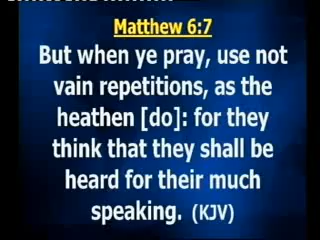 Matthew 6:7
But when ye pray, use not
vain repetitions, as the
heathen [do]: for they
think that they shall be
heard for their much
speaking. (KJV)